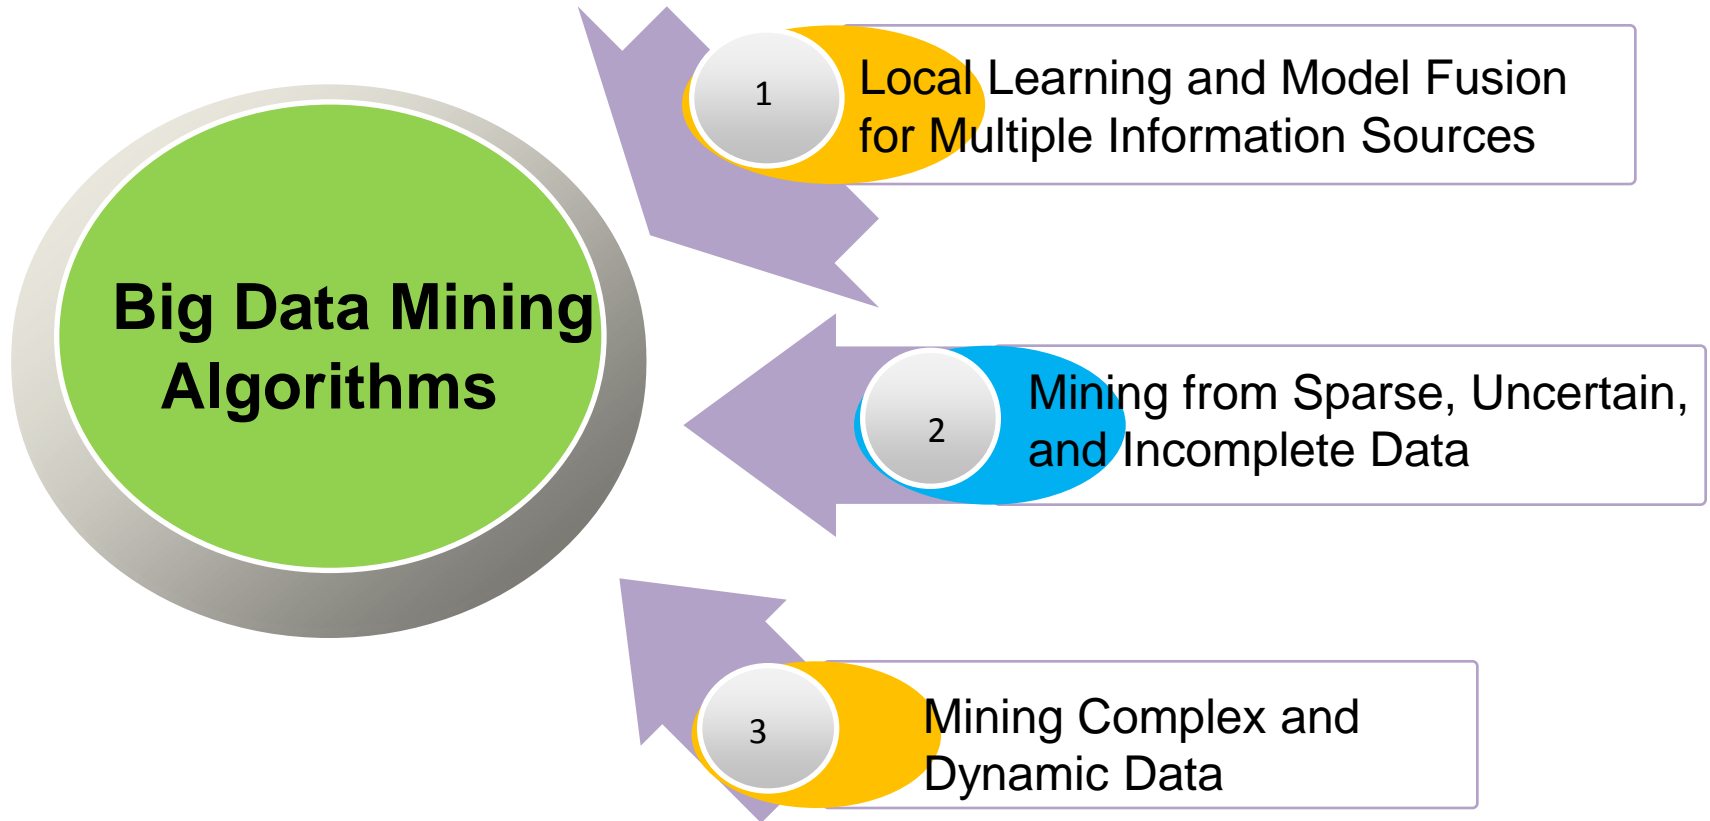 Big Data Mining
Algorithms
1
Local Learning and Model Fusion
for Multiple Information Sources
2
Mining from Sparse, Uncertain,
and Incomplete Data
3
Mining Complex and
Dynamic Data